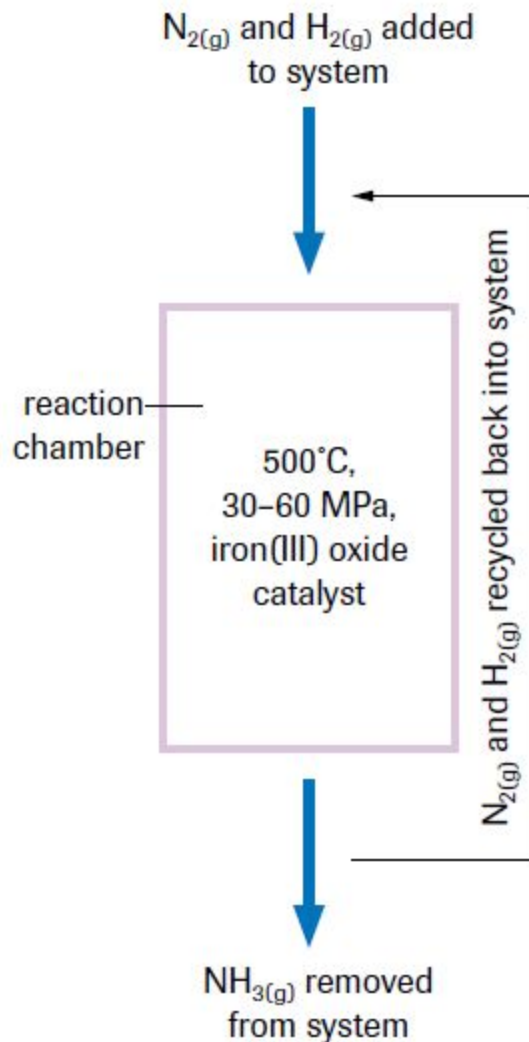 N₂(g) and H₂(g) added
to system
N₂(g) and H₂(g) recycled back into system
reaction
chamber
500°C,
30–60 MPa,
iron(III) oxide
catalyst
NH₃(g) removed
from system